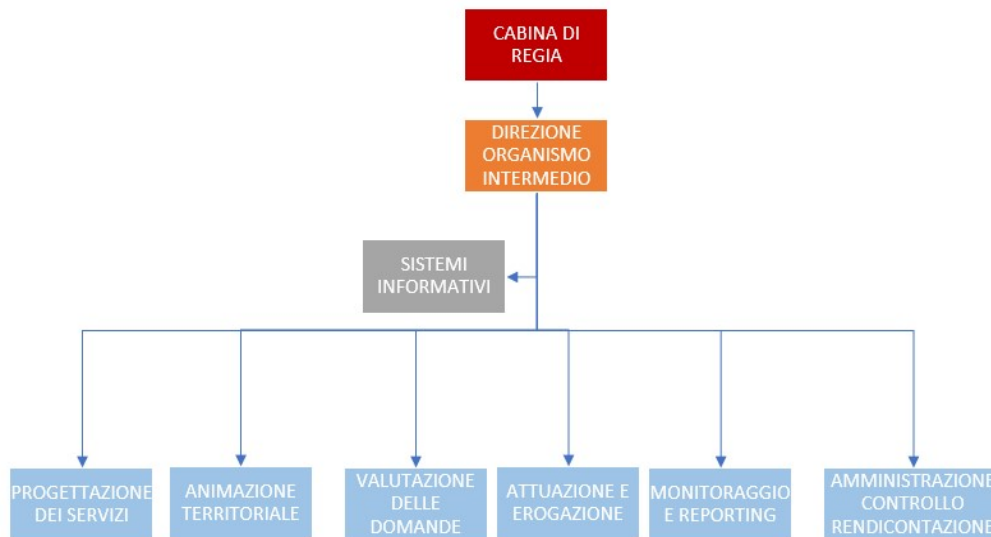 CABINA DI
REGIA
DIREZIONE
ORGANISMO
INTERMEDIO
SISTEMI
INFORMATIVI
PROGETTAZIONE
DEI SERVIZI
ANIMAZIONE
TERRITORIALE
VALUTAZIONE
DELLE
DOMANDE
ATTUAZIONE E
EROGAZIONE
MONITORAGGIO
E REPORTING
AMMINISTRAZIONE
CONTROLLO
RENDICONTAZIONE